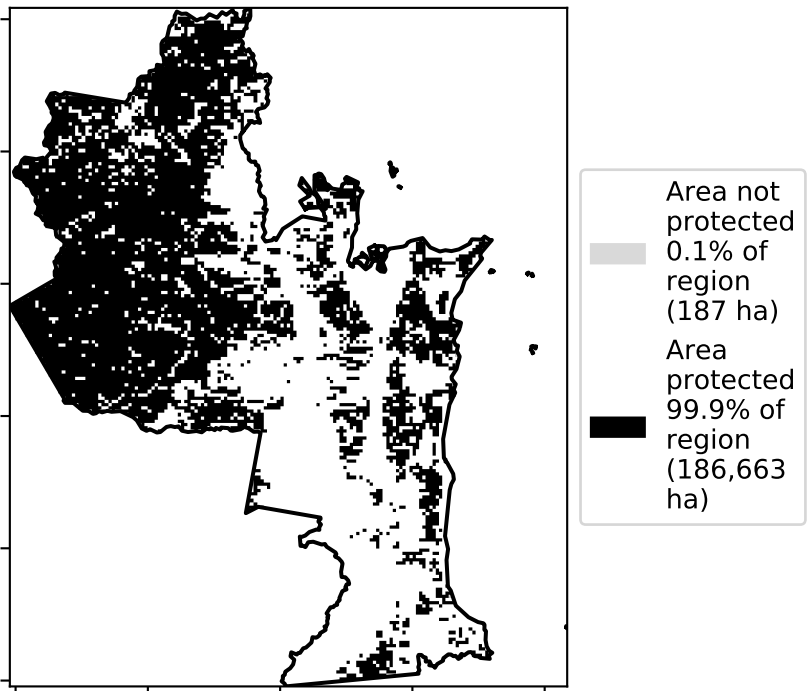 Area not
protected
0.1% of
region
(187 ha)
Area
protected
99.9% of
region
(186,663
ha)